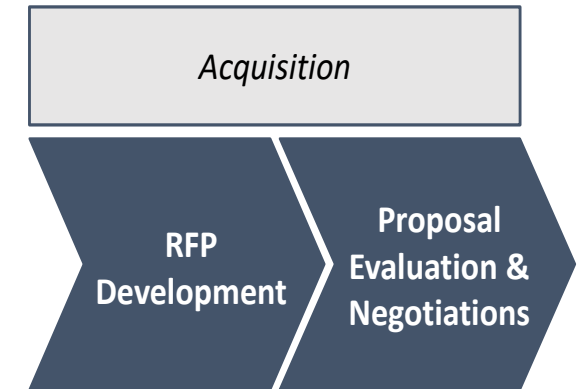 Acquisition
RFP
Development
Proposal
Evaluation &
Negotiations